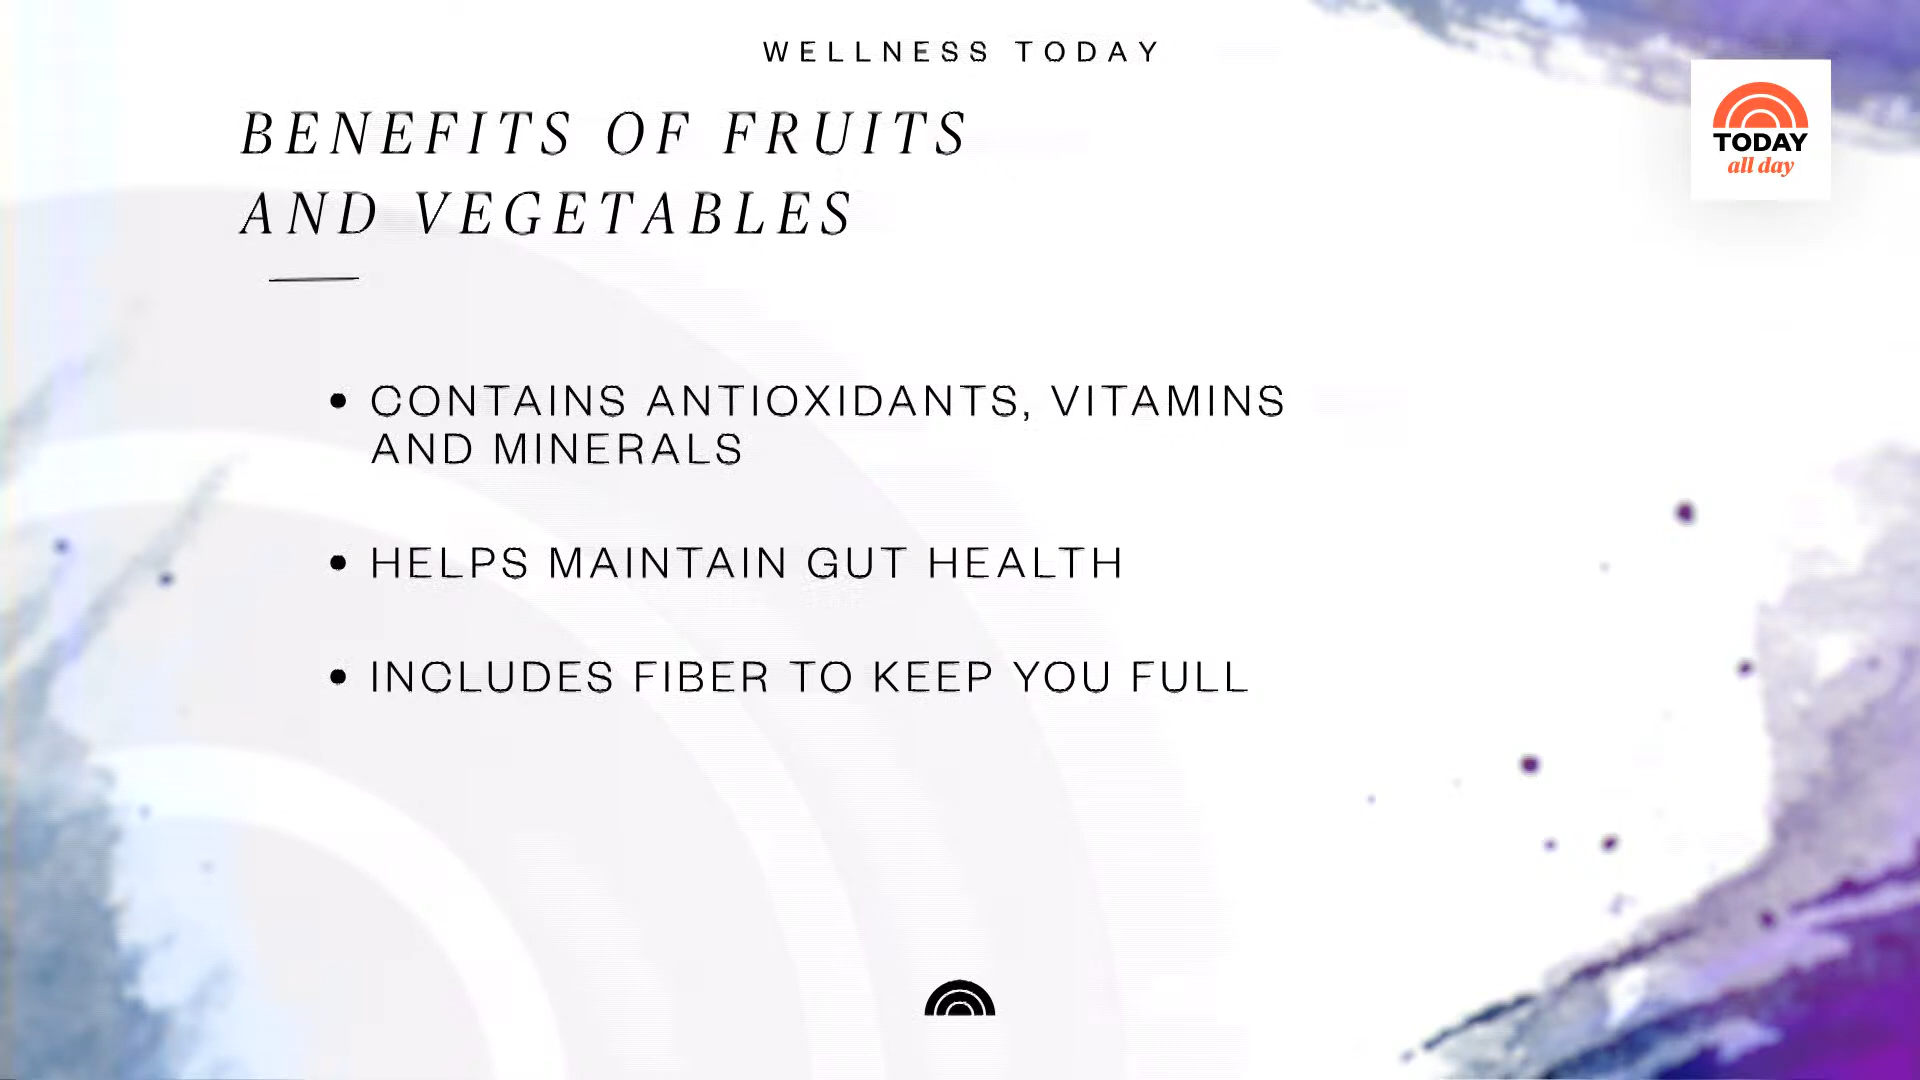 WELLNESS TODAY
BENEFITS OF FRUITS
AND VEGETABLES
TODAY
all day
• CONTAINS ANTIOXIDANTS, VITAMINS
AND MINERALS
• HELPS MAINTAIN GUT HEALTH
• INCLUDES FIBER TO KEEP YOU FULL